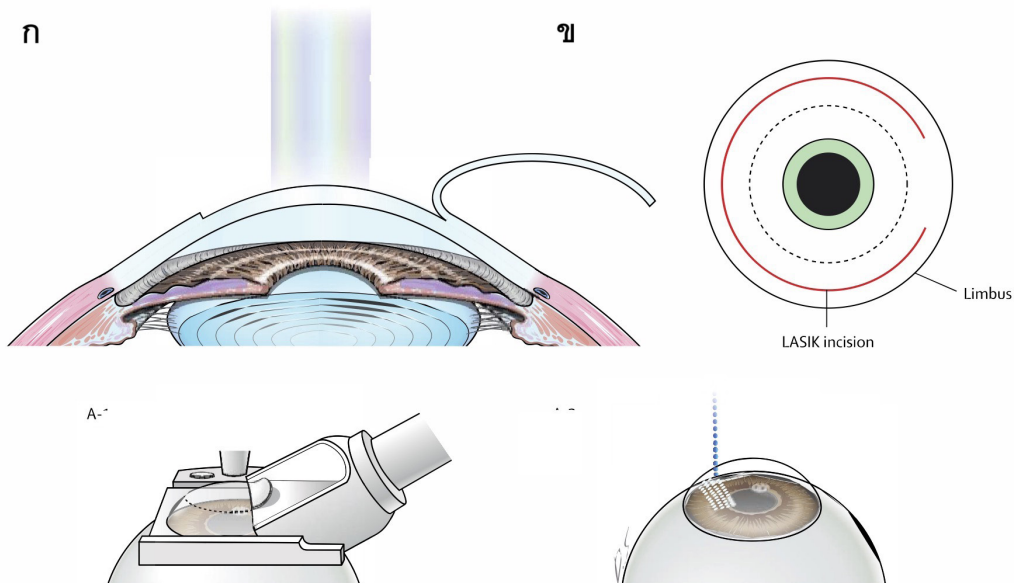 ก
ข
Limbus
LASIK incision
A-